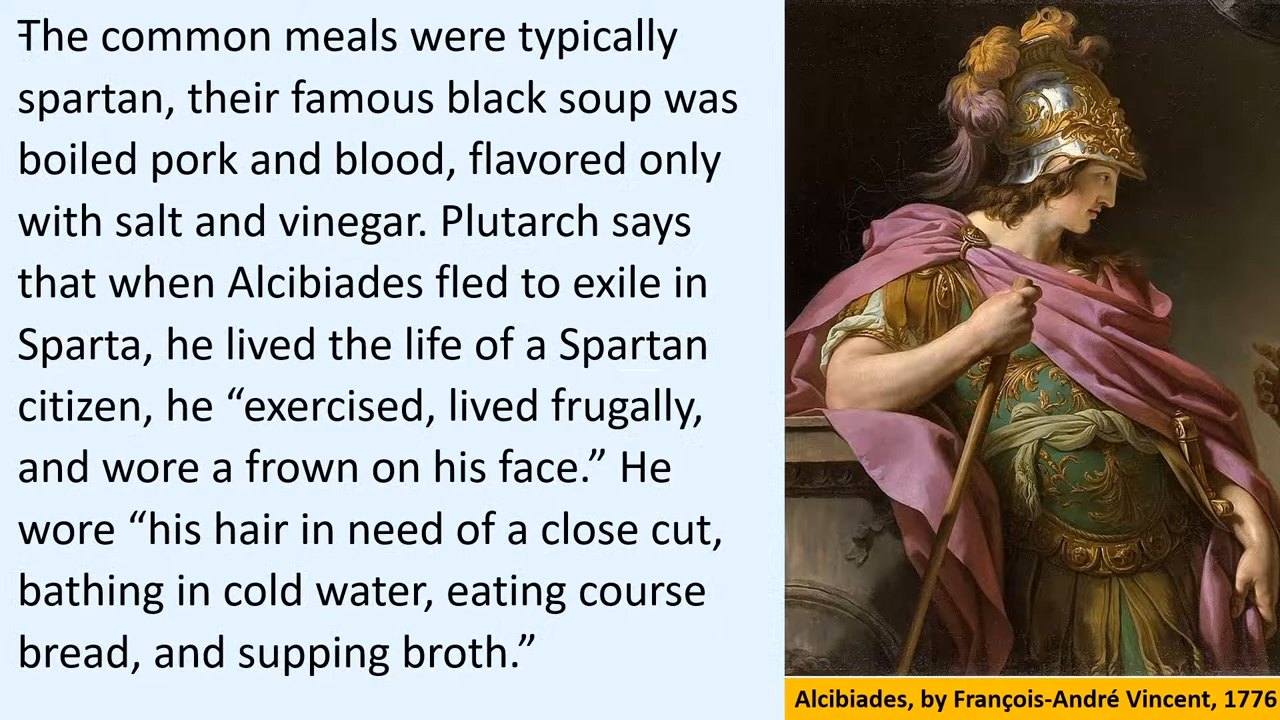 The common meals were typically
spartan, their famous black soup was
boiled pork and blood, flavored only
with salt and vinegar. Plutarch says
that when Alcibiades fled to exile in
Sparta, he lived the life of a Spartan
citizen, he “exercised, lived frugally,
and wore a frown on his face.” He
wore “his hair in need of a close cut,
bathing in cold water, eating course
bread, and supping broth.”
Alcibiades, by François-André Vincent, 1776